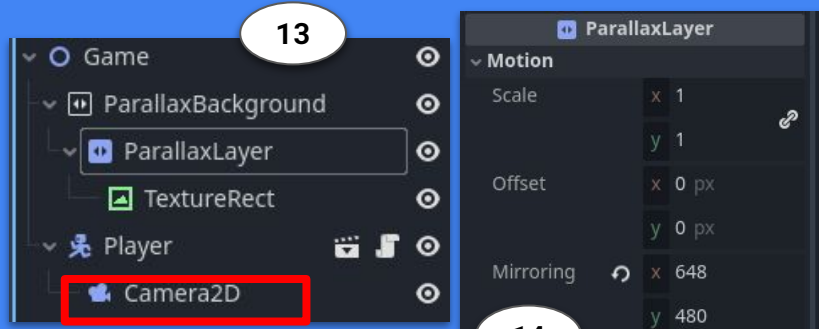 13
Game
ParallaxBackground
ParallaxLayer
TextureRect
Player
Camera2D
ParallaxLayer
Motion
Scale x 1
y 1
Offset x 0 px
y 0 px
Mirroring x 648
y 480